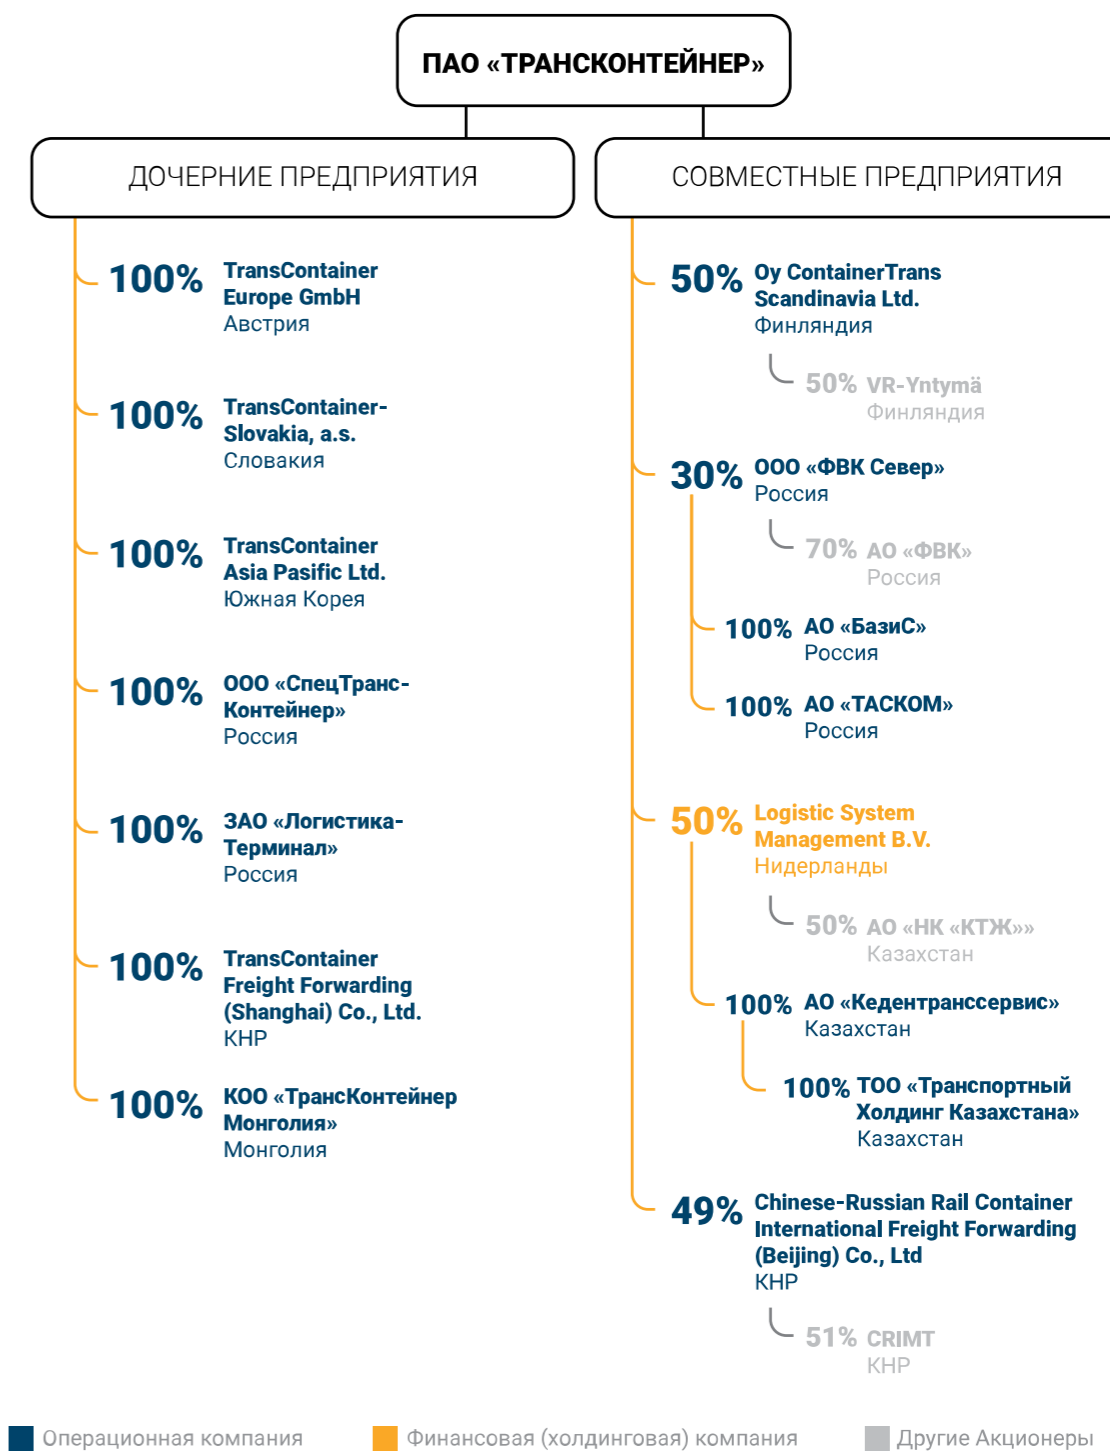 ПАО «ТРАНСКОНТЕЙНЕР»
ДОЧЕРНИЕ ПРЕДПРИЯТИЯ
100% TransContainer
Europe GmbH
Австрия
100% TransContainer-
Slovakia, a.s.
Словакия
100% TransContainer
Asia Pasific Ltd.
Южная Корея
100% ООО «СпецТранс-
Контейнер»
Россия
100% ЗАО «Логистика-
Терминал»
Россия
100% TransContainer
Freight Forwarding
(Shanghai) Co., Ltd.
КНР
100% КОО «ТрансКонтейнер
Монголия»
Монголия
СОВМЕСТНЫЕ ПРЕДПРИЯТИЯ
50% Oy ContainerTrans
Scandinavia Ltd.
Финляндия
50% VR-Yntymä
Финляндия
30% ООО «ФВК Север»
Россия
70% АО «ФВК»
Россия
100% АО «БазиС»
Россия
100% АО «ТАСКОМ»
Россия
50% Logistic System
Management B.V.
Нидерланды
50% АО «НК «КТЖ»»
Казахстан
100% АО «Кедентранссервис»
Казахстан
100% ТОО «Транспортный
Холдинг Казахстана»
Казахстан
49% Chinese-Russian Rail Container
International Freight Forwarding
(Beijing) Co., Ltd
КНР
51% CRIMT
КНР
Операционная компания
Финансовая (холдинговая) компания
Другие Акционеры